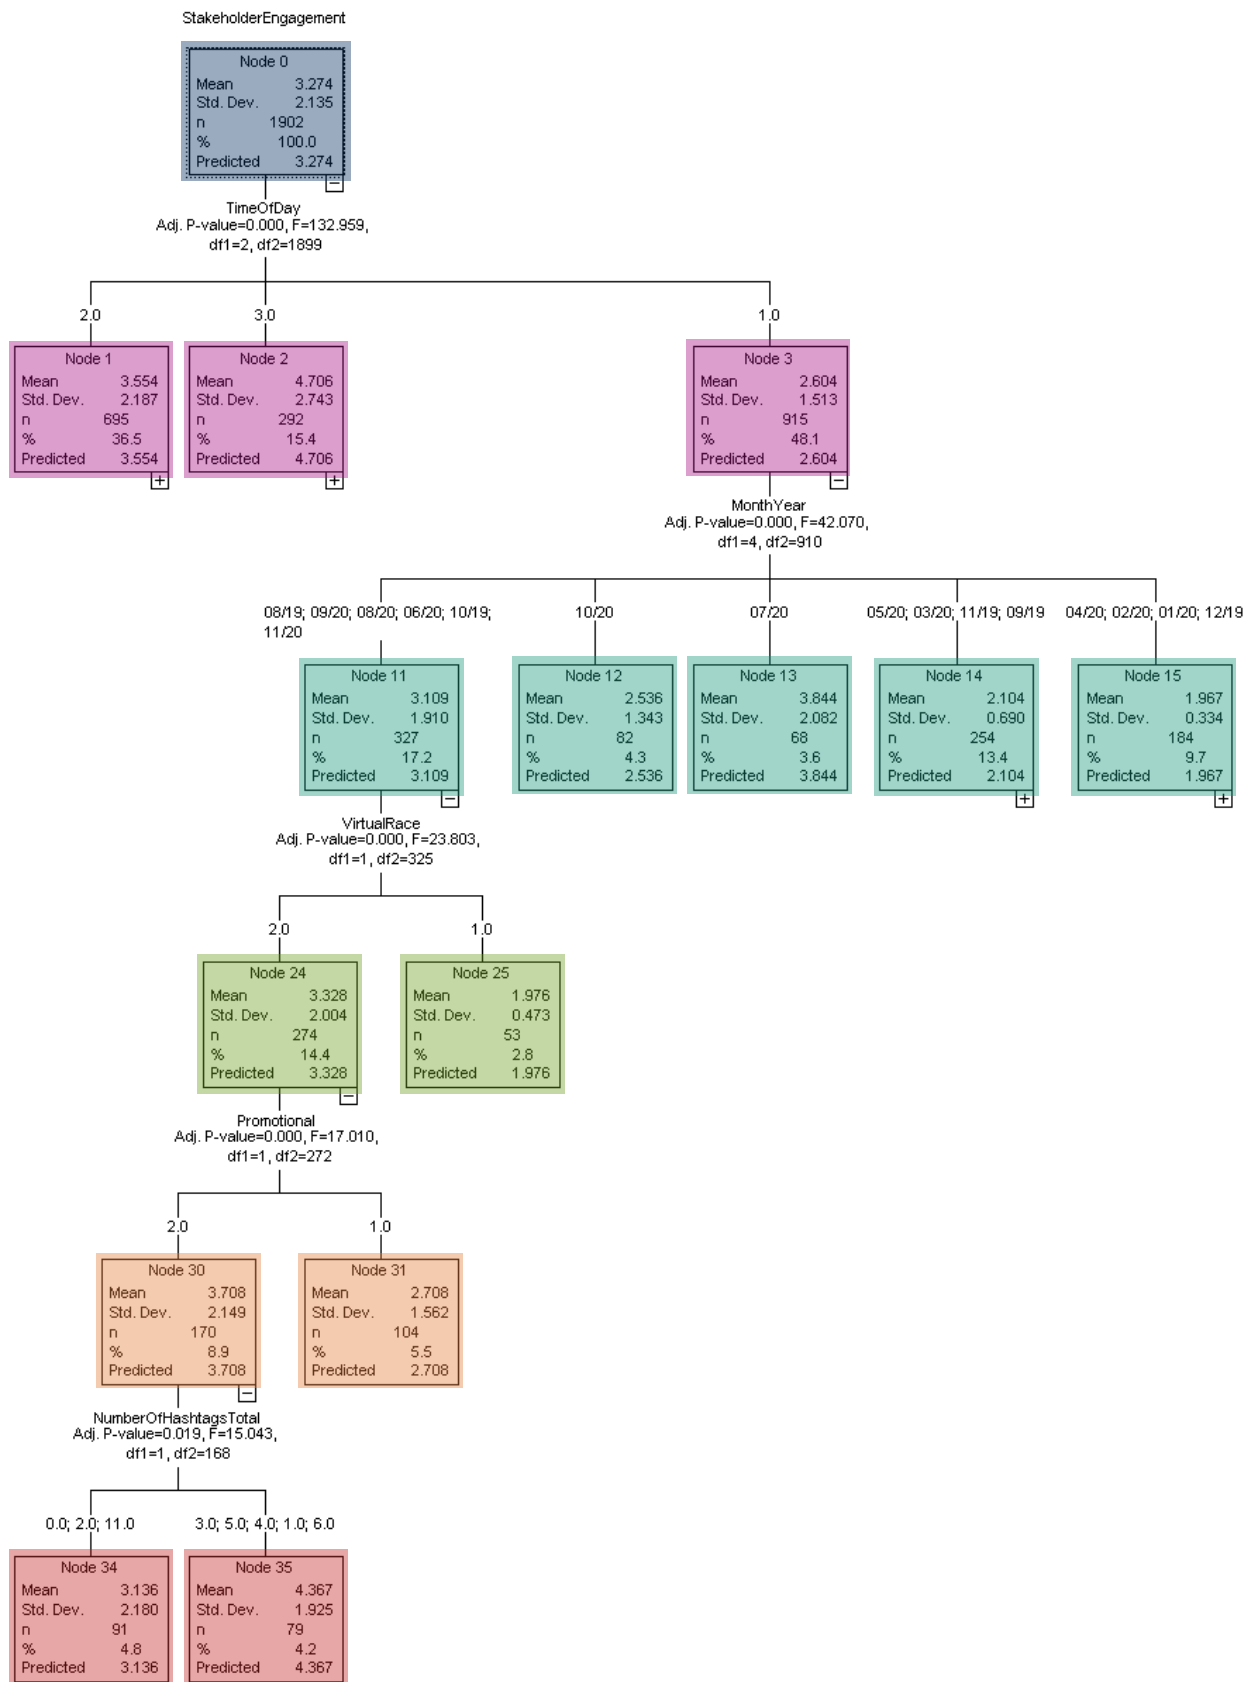 StakeholderEngagement
Node 0
Mean 3.274
Std. Dev. 2.135
n 1902
% 100.0
Predicted 3.274
TimeOfDay
Adj. P-value=0.000, F=132.959,
df1=2, df2=1899
2.0 3.0 1.0
Node 1
Mean 3.554
Std. Dev. 2.187
n 695
% 36.5
Predicted 3.554
Node 2
Mean 4.706
Std. Dev. 2.743
n 292
% 15.4
Predicted 4.706
Node 3
Mean 2.604
Std. Dev. 1.513
n 915
% 48.1
Predicted 2.604
MonthYear
Adj. P-value=0.000, F=42.070,
df1=4, df2=910
08/19; 09/20; 08/20; 06/20; 10/19;
11/20
10/20
07/20
05/20; 03/20; 11/19; 09/19
04/20; 02/20; 01/20; 12/19
Node 11
Mean 3.109
Std. Dev. 1.910
n 327
% 17.2
Predicted 3.109
Node 12
Mean 2.536
Std. Dev. 1.343
n 82
% 4.3
Predicted 2.536
Node 13
Mean 3.844
Std. Dev. 2.082
n 68
% 3.6
Predicted 3.844
Node 14
Mean 2.104
Std. Dev. 0.690
n 254
% 13.4
Predicted 2.104
Node 15
Mean 1.967
Std. Dev. 0.334
n 184
% 9.7
Predicted 1.967
VirtualRace
Adj. P-value=0.000, F=23.803,
df1=1, df2=325
2.0 1.0
Node 24
Mean 3.328
Std. Dev. 2.004
n 274
% 14.4
Predicted 3.328
Node 25
Mean 1.976
Std. Dev. 0.473
n 53
% 2.8
Predicted 1.976
Promotional
Adj. P-value=0.000, F=17.010,
df1=1, df2=272
2.0 1.0
Node 30
Mean 3.708
Std. Dev. 2.149
n 170
% 8.9
Predicted 3.708
Node 31
Mean 2.708
Std. Dev. 1.562
n 104
% 5.5
Predicted 2.708
NumberOfHashtagsTotal
Adj. P-value=0.019, F=15.043,
df1=1, df2=168
0.0; 2.0; 11.0
3.0; 5.0; 4.0; 1.0; 6.0
Node 34
Mean 3.136
Std. Dev. 2.180
n 91
% 4.8
Predicted 3.136
Node 35
Mean 4.367
Std. Dev. 1.925
n 79
% 4.2
Predicted 4.367